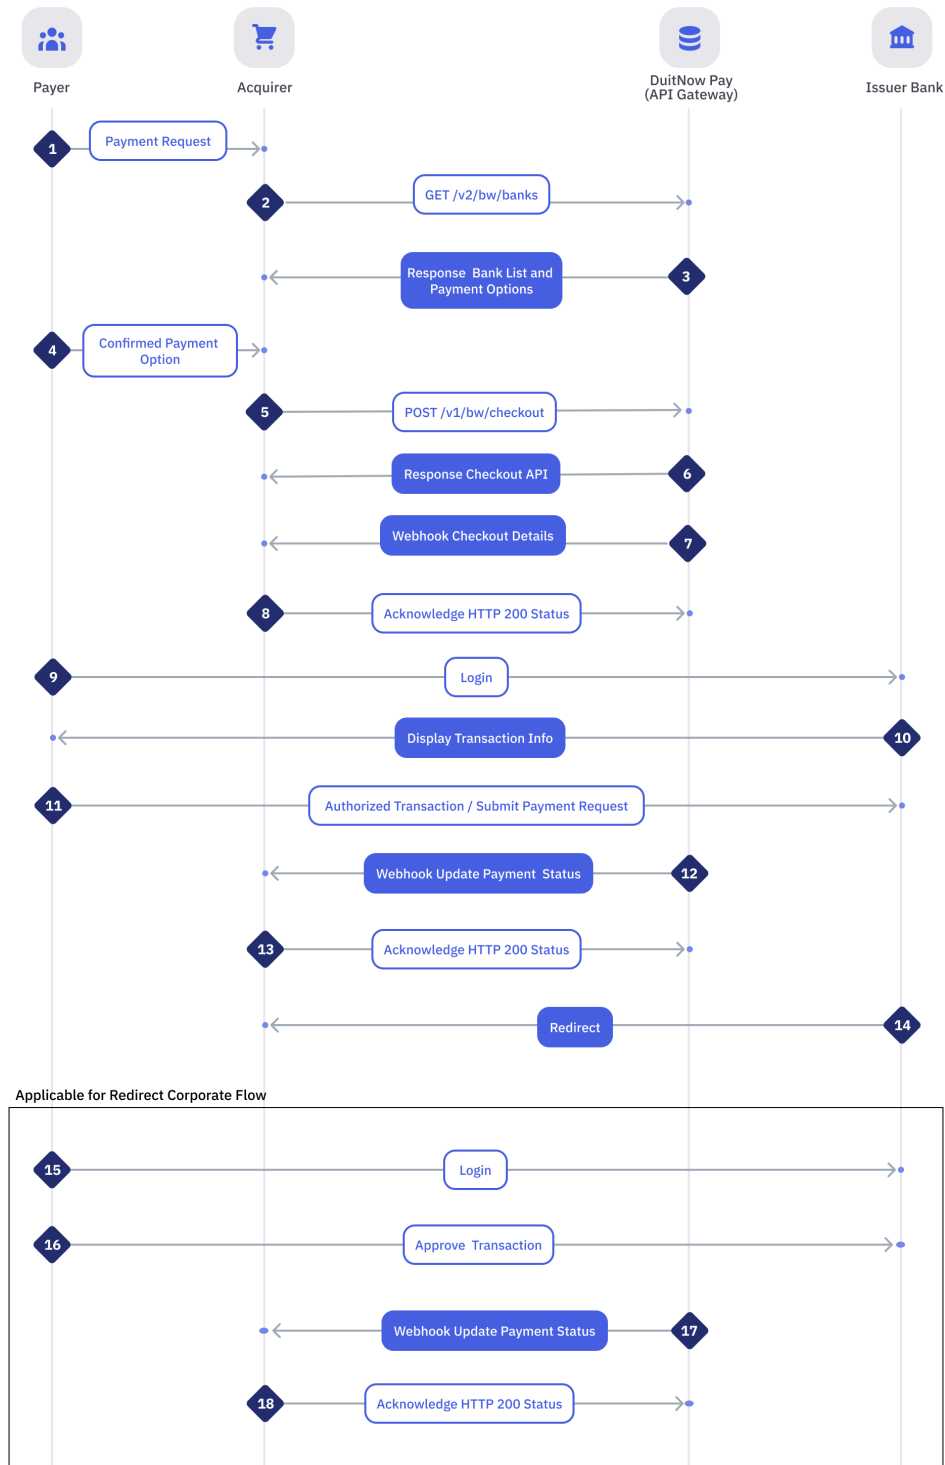 Payer
Acquirer
DuitNow Pay
(API Gateway)
Issuer Bank
1
Payment Request
2
GET /v2/bw/banks
Response Bank List and
Payment Options
3
4
Confirmed Payment
Option
5
POST /v1/bw/checkout
Response Checkout API
6
Webhook Checkout Details
7
8
Acknowledge HTTP 200 Status
9
Login
Display Transaction Info
10
11
Authorized Transaction / Submit Payment Request
Webhook Update Payment Status
12
13
Acknowledge HTTP 200 Status
Redirect
14
Applicable for Redirect Corporate Flow
15
Login
16
Approve Transaction
Webhook Update Payment Status
17
18
Acknowledge HTTP 200 Status